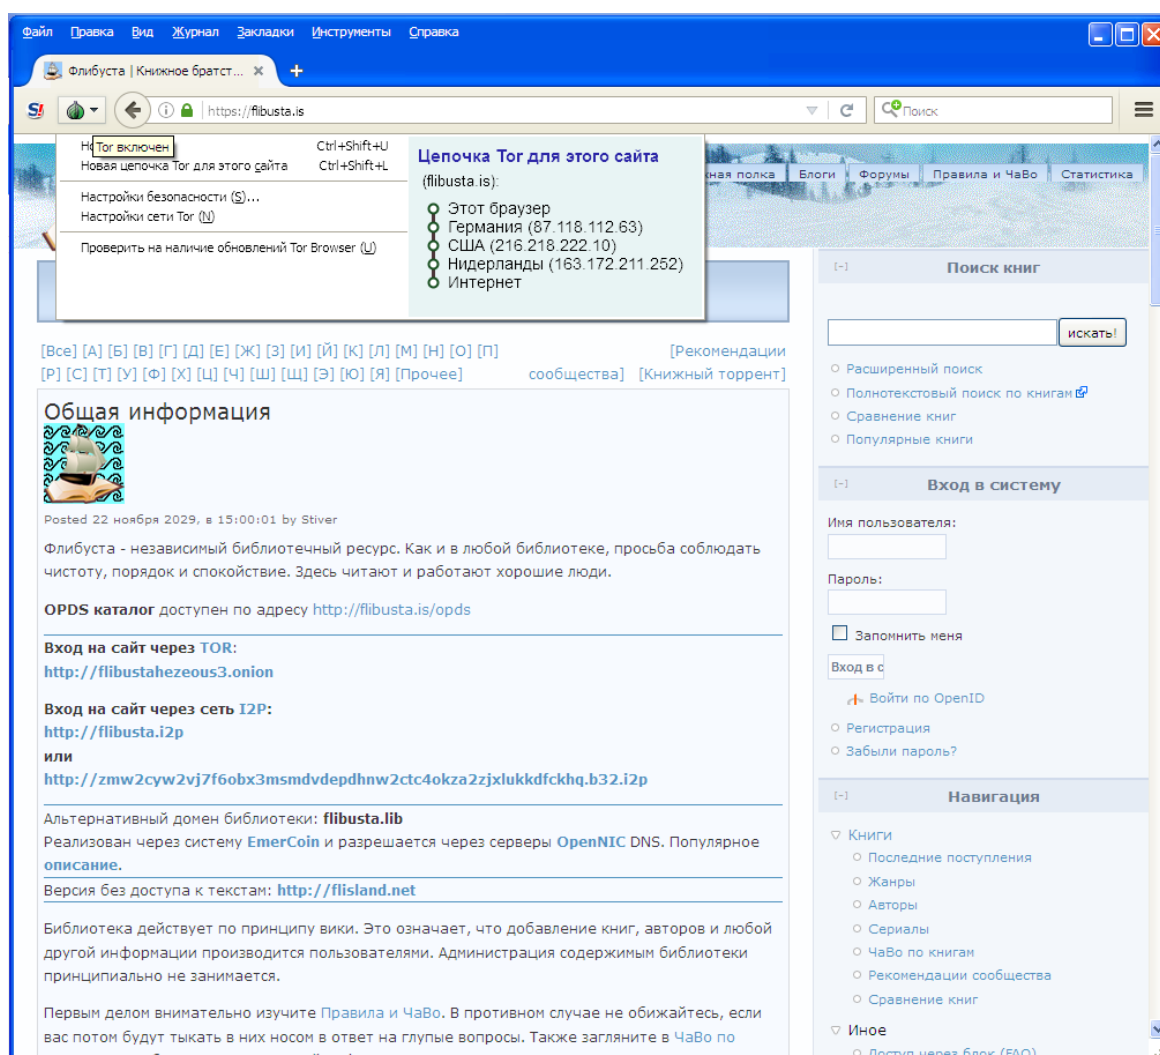 Файл Правка Вид Журнал Закладки Инструменты Справка
Флибуста | Книжное братст...
https://flibusta.is
Поиск
Tor включен
Ctrl+Shift+U
Новая цепочка Tor для этого сайта Ctrl+Shift+L
Настройки безопасности (S)...
Настройки сети Tor (N)
Проверить на наличие обновлений Tor Browser (U)
Цепочка Tor для этого сайта
(flibusta.is):
Этот браузер
Германия (87.118.112.63)
США (216.218.222.10)
Нидерланды (163.172.211.252)
Интернет
полка Блоги Форумы Правила и ЧаВо Статистика
[Все] [А] [Б] [В] [Г] [Д] [Е] [Ж] [З] [И] [Й] [К] [Л] [М] [Н] [О] [П] [Рекомендации
[Р] [С] [Т] [У] [Ф] [Х] [Ц] [Ч] [Ш] [Щ] [Э] [Ю] [Я] [Прочее] сообщества] [Книжный торрент]
Общая информация
Posted 22 ноября 2029, в 15:00:01 by Stiver
Флибуста - независимый библиотечный ресурс. Как и в любой библиотеке, просьба соблюдать
чистоту, порядок и спокойствие. Здесь читают и работают хорошие люди.
OPDS каталог доступен по адресу http://flibusta.is/opds
Вход на сайт через TOR:
http://flibustahezeous3.onion
Вход на сайт через сеть I2P:
http://flibusta.i2p
или
http://zmw2cyw2vj7f6obx3msmdvdepdhnw2ctc4okza2zjxlukkdfckhq.b32.i2p
Альтернативный домен библиотеки: flibusta.lib
Реализован через систему EmerCoin и разрешается через серверы OpenNIC DNS. Популярное
описание.
Версия без доступа к текстам: http://flisland.net
Библиотека действует по принципу вики. Это означает, что добавление книг, авторов и любой
другой информации производится пользователями. Администрация содержимым библиотеки
принципиально не занимается.
Первым делом внимательно изучите Правила и ЧаВо. В противном случае не обижайтесь, если
вас потом будут тыкать в них носом в ответ на глупые вопросы. Также загляните в ЧаВо по
[-] Поиск книг
искать!
Расширенный поиск
Полнотекстовый поиск по книгам
Сравнение книг
Популярные книги
[-] Вход в систему
Имя пользователя:
Пароль:
Запомнить меня
Вход в с
Войти по OpenID
Регистрация
Забыли пароль?
[-] Навигация
Книги
Последние поступления
Жанры
Авторы
Сериалы
ЧаВо по книгам
Рекомендации сообщества
Сравнение книг
Иное
Доступ через блок (FAQ)